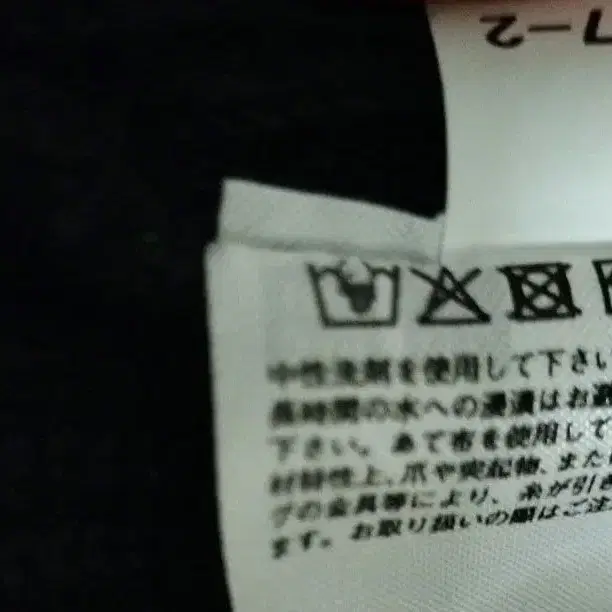 中性洗剤を使用して下さい
長時間の水への浸漬はお避
下さい。あて布を使用して
好特性上、爪や突起物、また
グの金具等により、糸が引き
ます。お取り扱いの際はご注